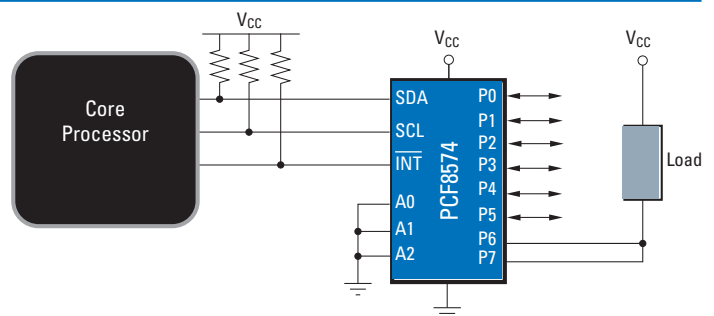 VCC
Core
Processor
VCC
VCC
SDA
SCL
INT
A0
A1
A2
PCF8574
P0
P1
P2
P3
P4
P5
P6
P7
Load